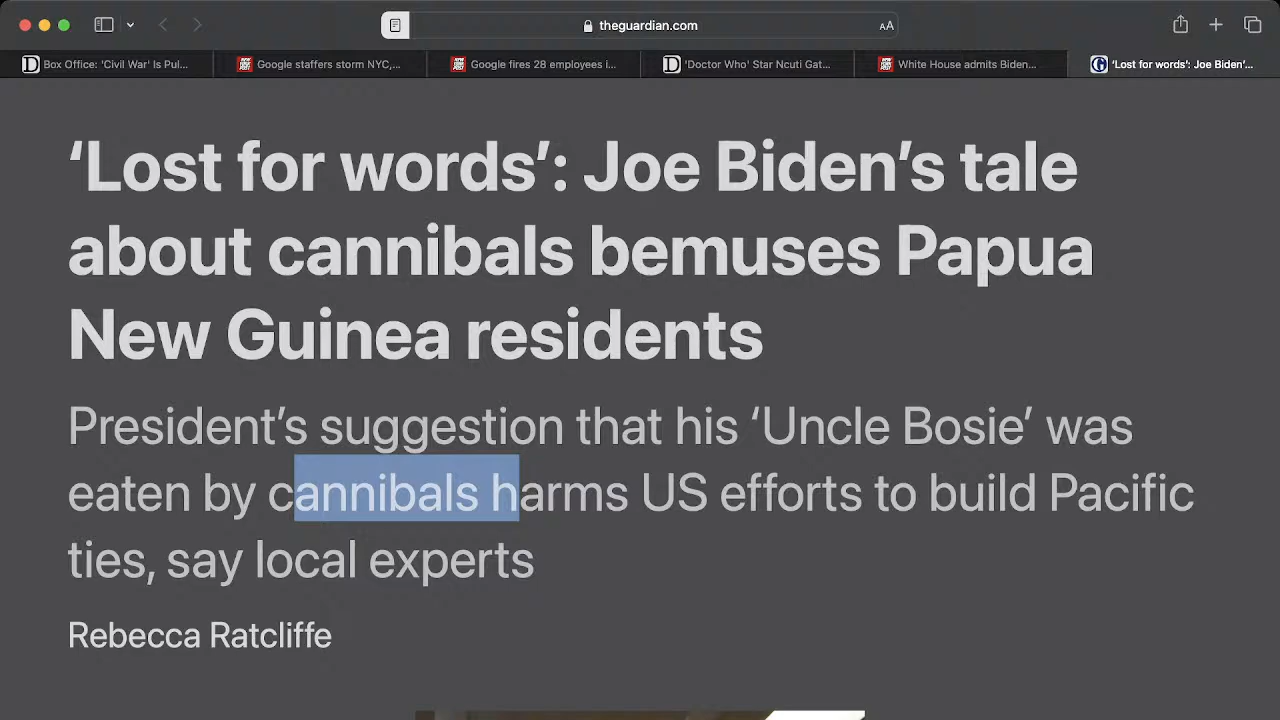 theguardian.com
AA
Box Office: 'Civil War' Is Pul...
Google staffers storm NYC,...
Google fires 28 employees i...
'Doctor Who' Star Ncuti Gat...
White House admits Biden...
'Lost for words': Joe Biden'...
‘Lost for words’: Joe Biden’s tale
about cannibals bemuses Papua
New Guinea residents
President’s suggestion that his ‘Uncle Bosie’ was
eaten by cannibals harms US efforts to build Pacific
ties, say local experts
Rebecca Ratcliffe